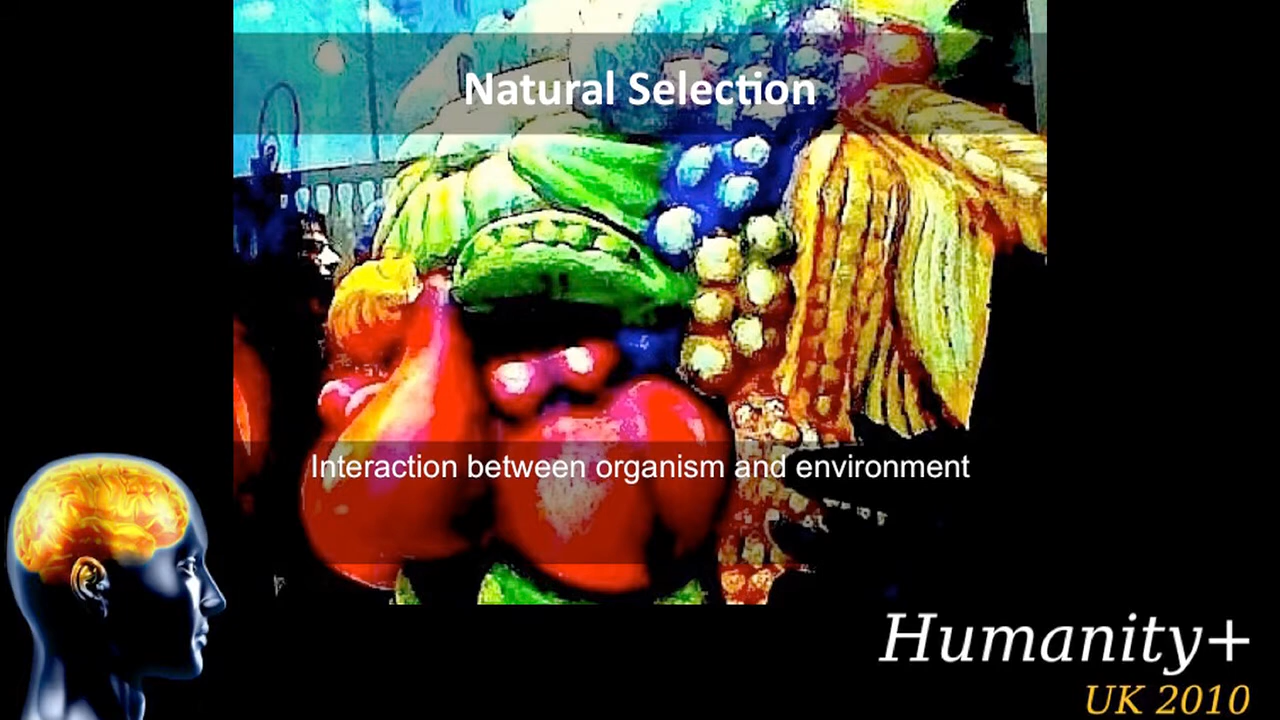 Natural Selection
Interaction between organism and environment
Humanity+
UK 2010